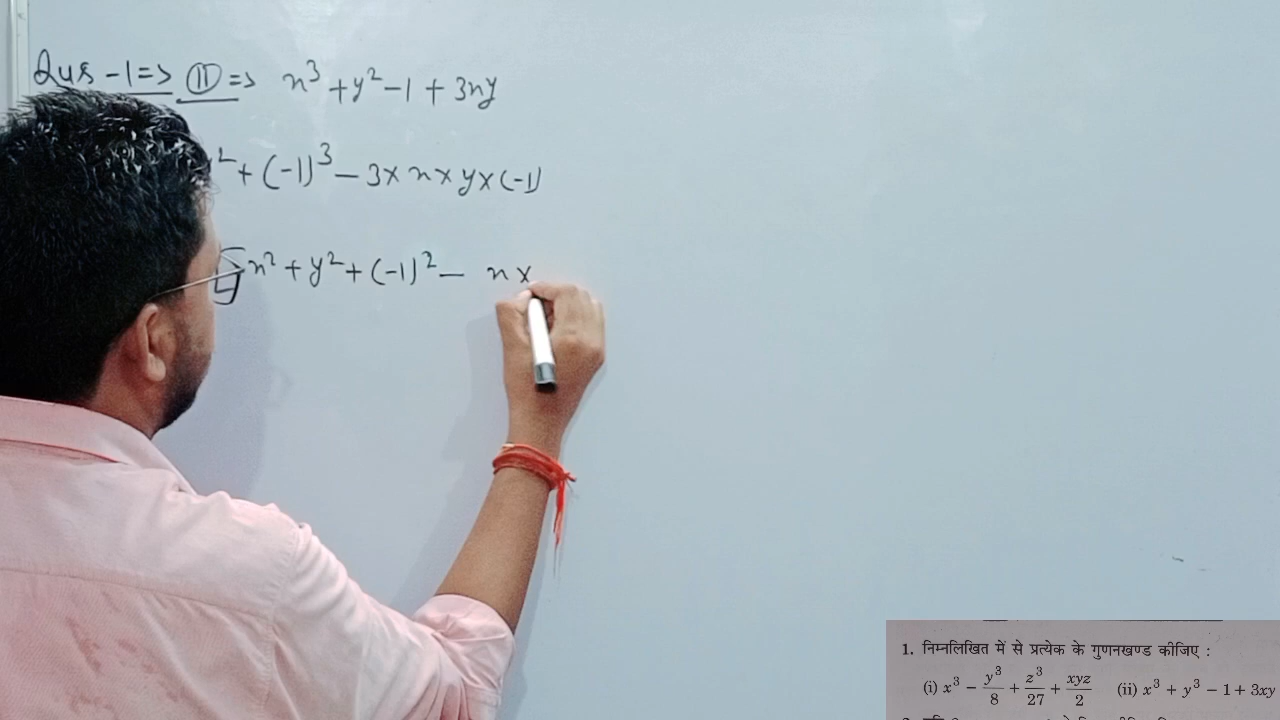 Qus - 1 => (II) => x³ + y² - 1 + 3xy
² + (-1)³ - 3 × x × y × (-1)
[x² + y² + (-1)² - x ×
1. निम्नलिखित में से प्रत्येक के गुणनखण्ड कीजिए :
(i) x³ - y³/8 + z³/27 + xyz/2 (ii) x³ + y³ - 1 + 3xy